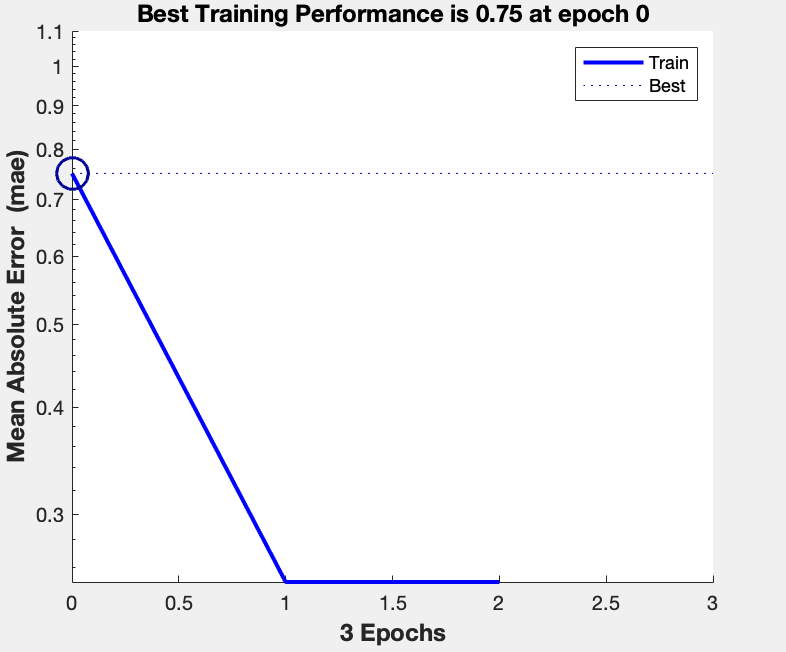 Best Training Performance is 0.75 at epoch 0
1.1
1
0.9
0.8
0.7
0.6
0.5
0.4
0.3
Mean Absolute Error (mae)
Train
Best
0 0.5 1 1.5 2 2.5 3
3 Epochs